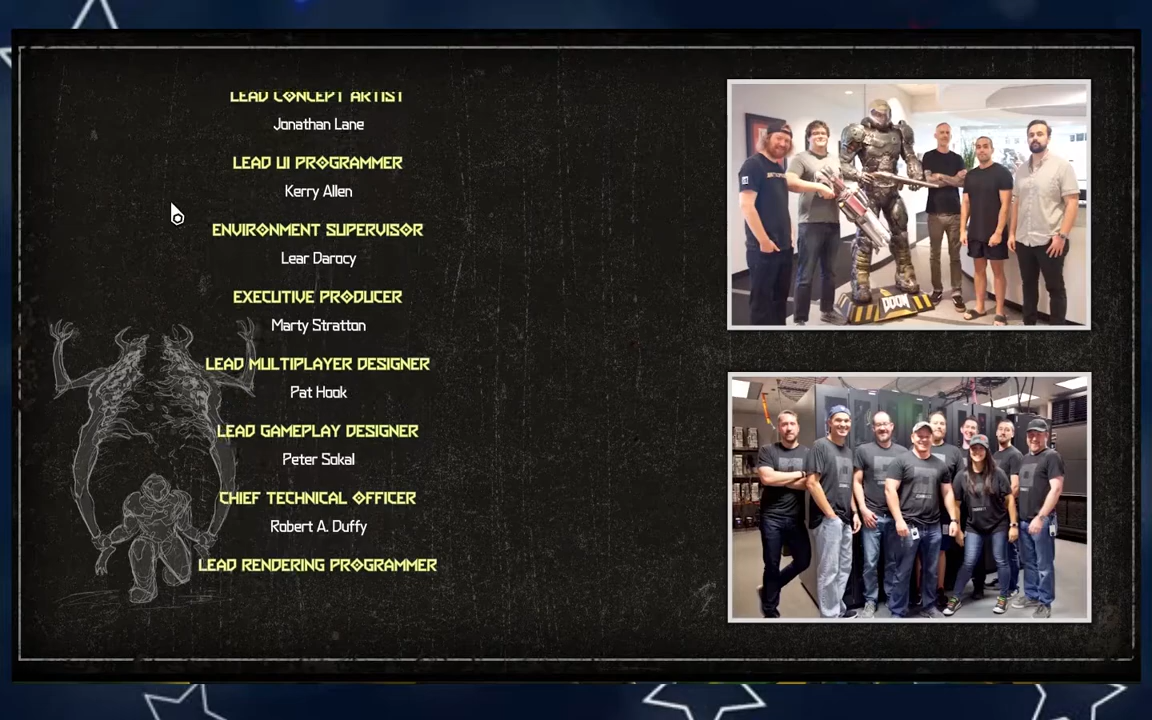 LEAD CONCEPT ARTIST
Jonathan Lane
LEAD UI PROGRAMMER
Kerry Allen
ENVIRONMENT SUPERVISOR
Lear Darocy
EXECUTIVE PRODUCER
Marty Stratton
LEAD MULTIPLAYER DESIGNER
Pat Hook
LEAD GAMEPLAY DESIGNER
Peter Sokal
CHIEF TECHNICAL OFFICER
Robert A. Duffy
LEAD RENDERING PROGRAMMER
DOOM